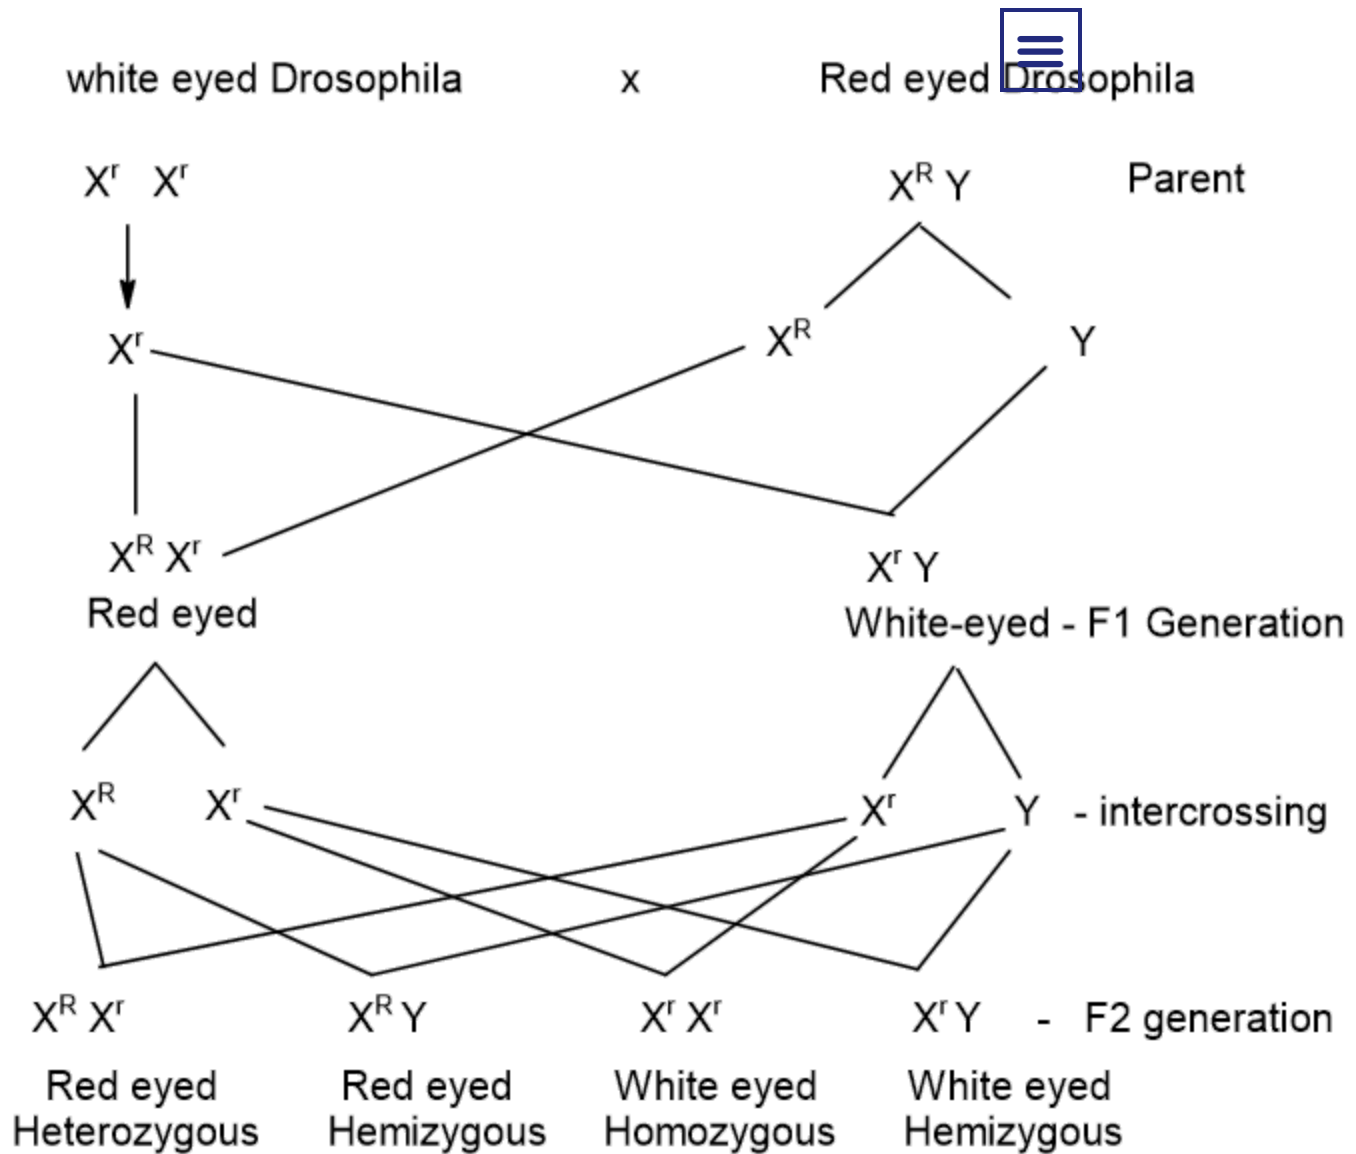 white eyed Drosophila x Red eyed Drosophila
Xʳ Xʳ Xᴿ Y Parent
Xʳ Xᴿ Y
Xᴿ Xʳ Xʳ Y
Red eyed White-eyed - F1 Generation
Xᴿ Xʳ Xʳ Y - intercrossing
Xᴿ Xʳ Xᴿ Y Xʳ Xʳ Xʳ Y - F2 generation
Red eyed Red eyed White eyed White eyed
Heterozygous Hemizygous Homozygous Hemizygous